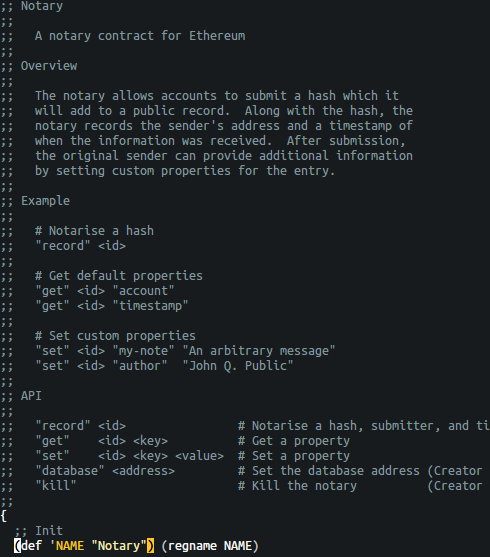 ;; Notary
;;
;;   A notary contract for Ethereum
;;
;; Overview
;;
;;   The notary allows accounts to submit a hash which it
;;   will add to a public record.  Along with the hash, the
;;   notary records the sender's address and a timestamp of
;;   when the information was received.  After submission,
;;   the original sender can provide additional information
;;   by setting custom properties for the entry.
;;
;; Example
;;
;;   # Notarise a hash
;;   "record" <id>
;;
;;   # Get default properties
;;   "get" <id> "account"
;;   "get" <id> "timestamp"
;;
;;   # Set custom properties
;;   "set" <id> "my-note" "An arbitrary message"
;;   "set" <id> "author"  "John Q. Public"
;;
;; API
;;
;;   "record" <id>                # Notarise a hash, submitter, and ti
;;   "get"    <id> <key>          # Get a property
;;   "set"    <id> <key> <value>  # Set a property
;;   "database" <address>         # Set the database address (Creator
;;   "kill"                       # Kill the notary          (Creator
;;
{
  ;; Init
  (def 'NAME "Notary") (regname NAME)